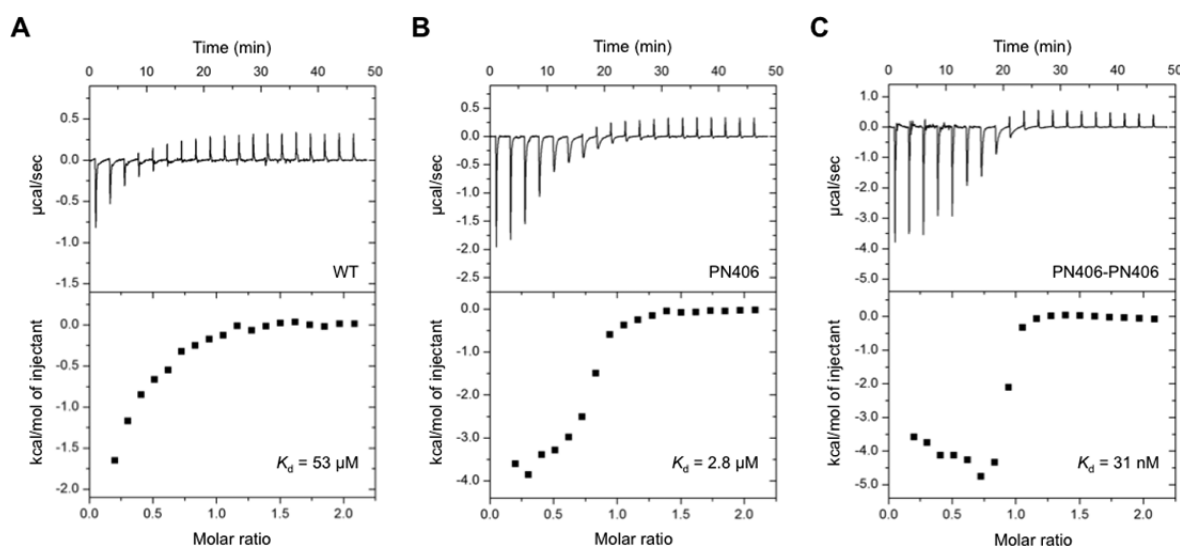 A
Time (min)
0 10 20 30 40 50
0.5
0.0
-0.5
-1.0
-1.5
µcal/sec
WT
0.0
-0.5
-1.0
-1.5
-2.0
kcal/mol of injectant
Kd = 53 µM
0.0 0.5 1.0 1.5 2.0
Molar ratio
B
Time (min)
0 10 20 30 40 50
0.5
0.0
-0.5
-1.0
-1.5
-2.0
-2.5
µcal/sec
PN406
0.0
-1.0
-2.0
-3.0
-4.0
kcal/mol of injectant
Kd = 2.8 µM
0.0 0.5 1.0 1.5 2.0
Molar ratio
C
Time (min)
0 10 20 30 40 50
1.0
0.0
-1.0
-2.0
-3.0
-4.0
-5.0
µcal/sec
PN406-PN406
0.0
-1.0
-2.0
-3.0
-4.0
-5.0
kcal/mol of injectant
Kd = 31 nM
0.0 0.5 1.0 1.5 2.0
Molar ratio